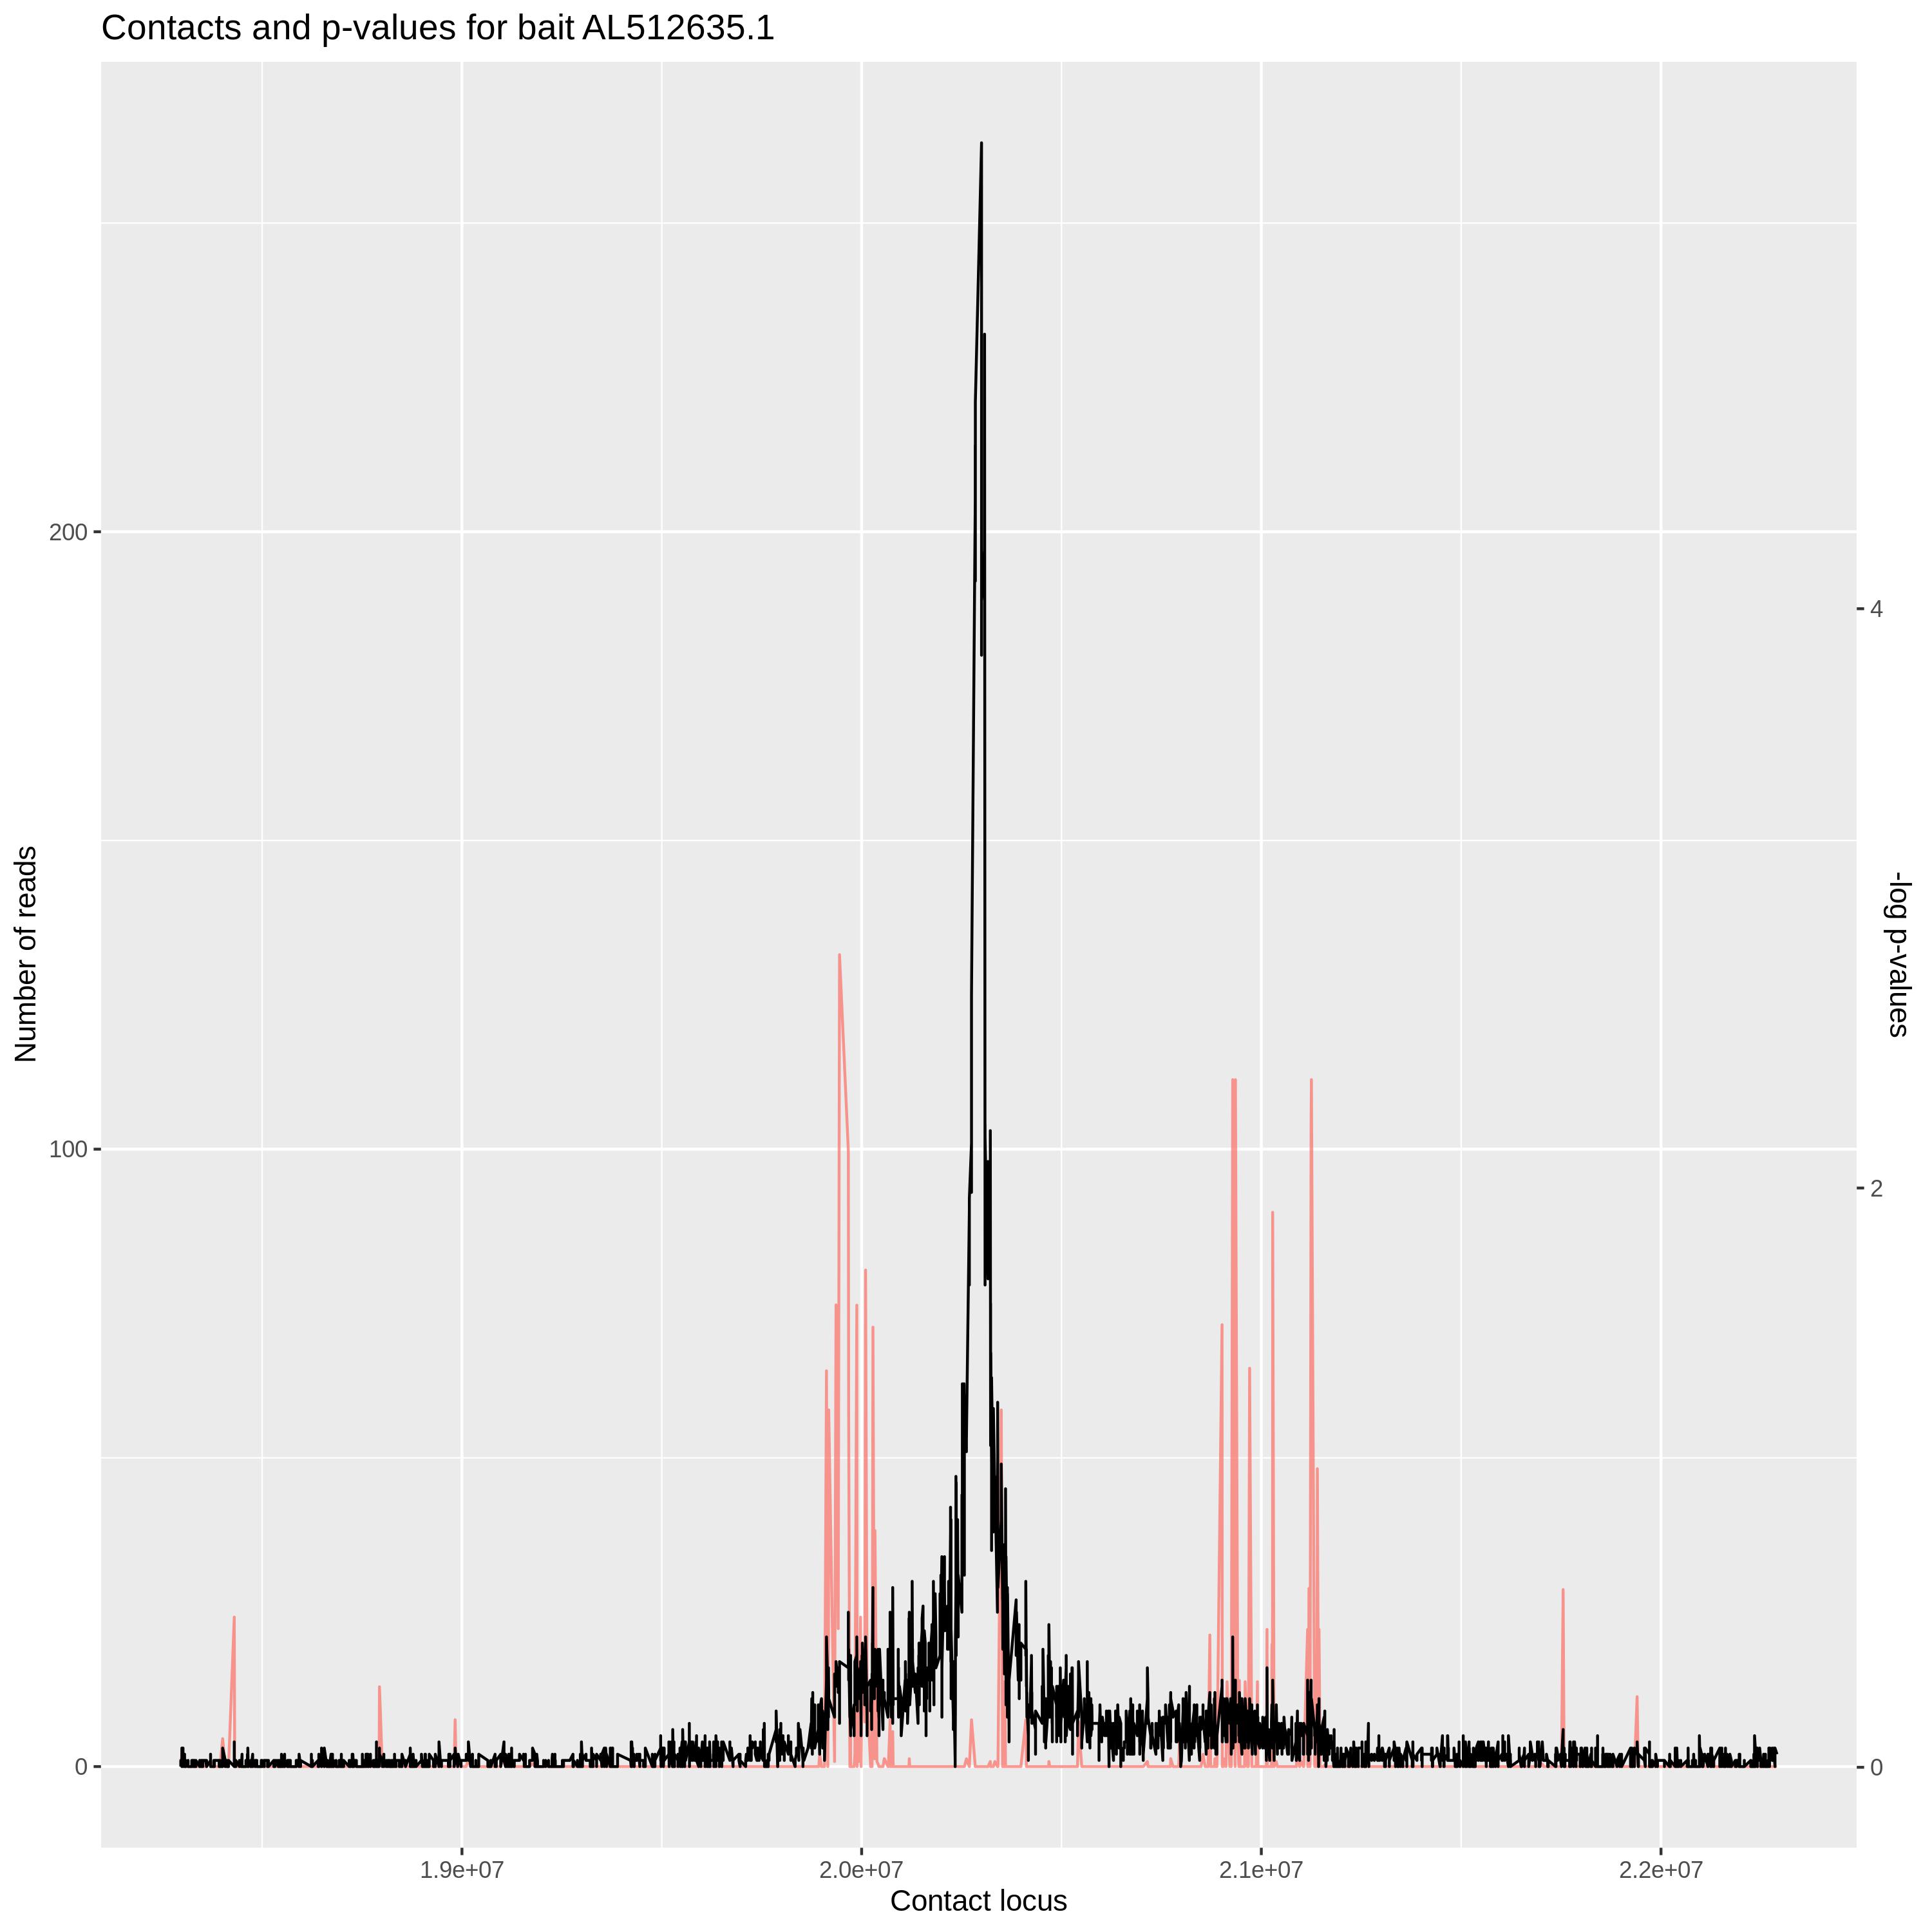 Contacts and p-values for bait AL512635.1
Number of reads
200
100
0
4
2
0
-log p-values
1.9e+07 2.0e+07 2.1e+07 2.2e+07
Contact locus